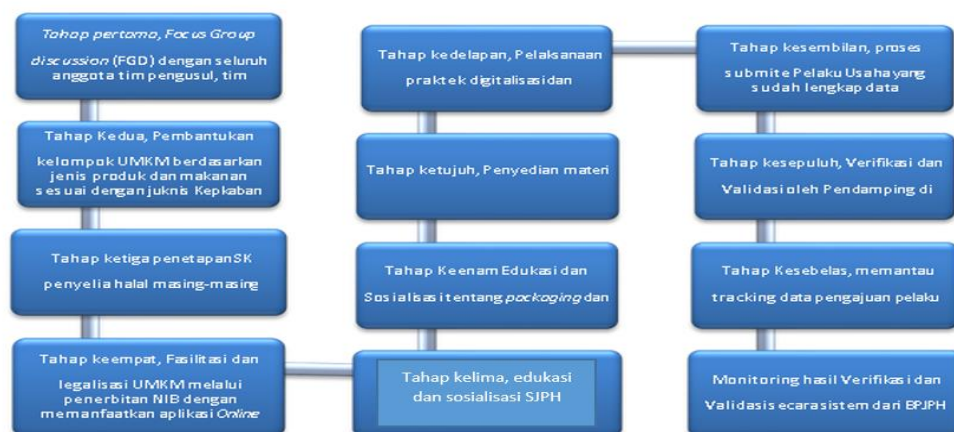 Tahap pertama, Focus Group
discussion (FGD) dengan seluruh
anggota tim pengusul, tim
Tahap Kedua, Pembantukan
kelompok UMKM berdasarkan
jenis produk dan makanan
sesuai dengan juknis Kepkaban
Tahap ketiga penetapan SK
penyelia halal masing-masing
Tahap keempat, Fasilitasi dan
legalisasi UMKM melalui
penerbitan NIB dengan
memanfaatkan aplikasi Online
Tahap kelima, edukasi
dan sosialisasi SJPH
Tahap Keenam Edukasi dan
Sosialisasi tentang packaging dan
Tahap ketujuh, Penyedian materi
Tahap kedelapan, Pelaksanaan
praktek digitalisasi dan
Tahap kesembilan, proses
submite Pelaku Usaha yang
sudah lengkap data
Tahap kesepuluh, Verifikasi dan
Validasi oleh Pendamping di
Tahap Kesebelas, memantau
tracking data pengajuan pelaku
Monitoring hasil Verifikasi dan
Validasis ecara sistem dari BPJPH